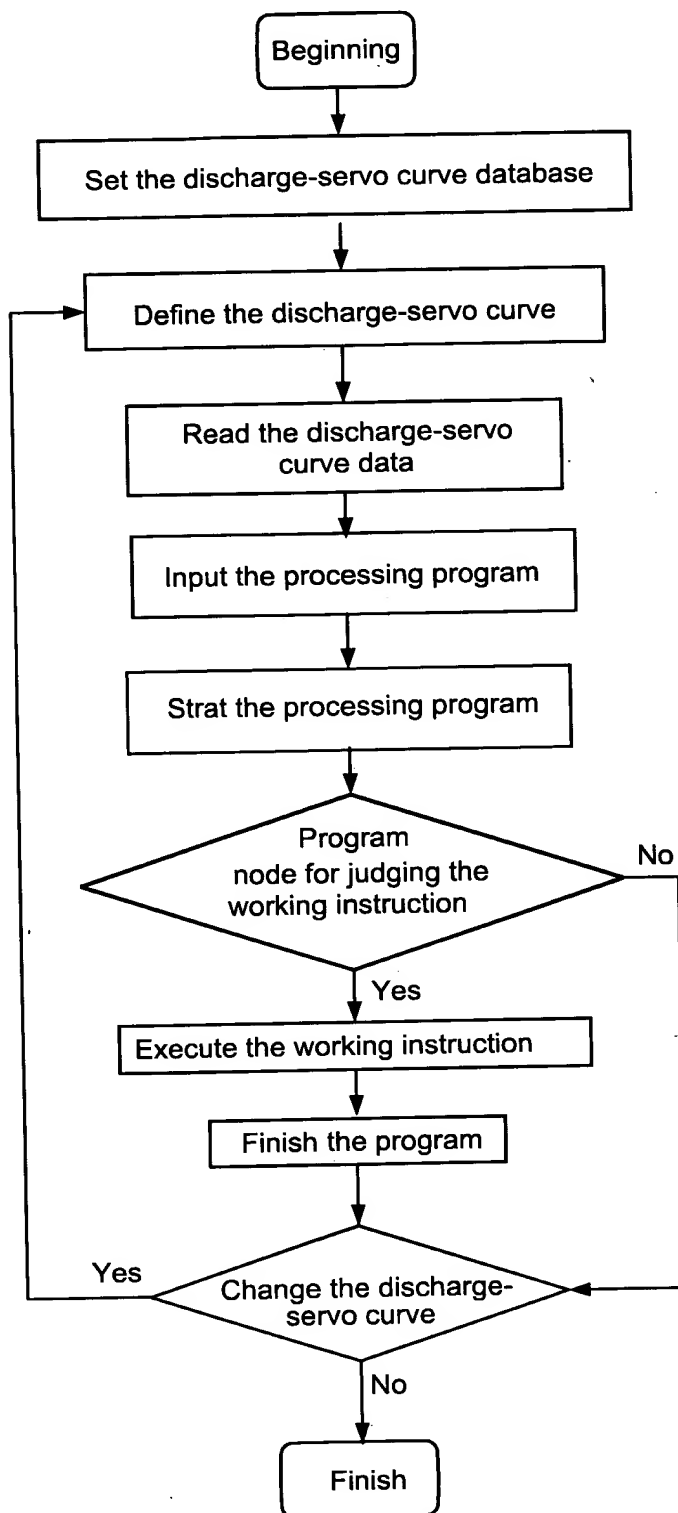 Beginning
Set the discharge-servo curve database
Define the discharge-servo curve
Read the discharge-servo
curve data
Input the processing program
Strat the processing program
Program
node for judging the
working instruction
No
Yes
Execute the working instruction
Finish the program
Yes
Change the discharge-
servo curve
No
Finish